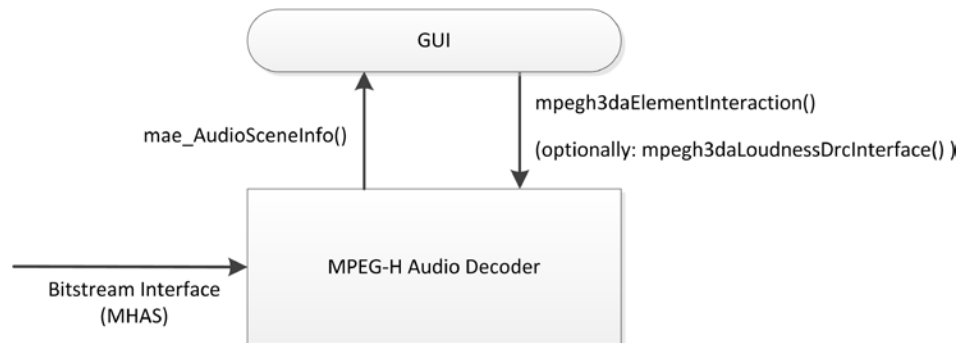 GUI
mae_AudioSceneInfo()
mpegh3daElementInteraction()
(optionally: mpegh3daLoudnessDrcInterface() )
MPEG-H Audio Decoder
Bitstream Interface
(MHAS)